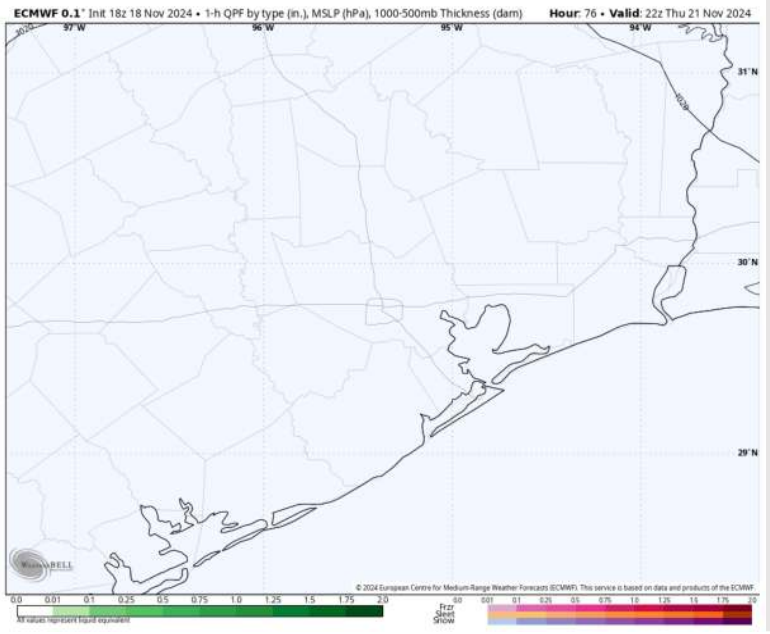 ECMWF 0.1° Init 18z 18 Nov 2024 • 1-h QPF by type (in.), MSLP (hPa), 1000-500mb Thickness (dam) Hour: 76 • Valid: 22z Thu 21 Nov 2024
1020 97°W 96°W 95°W 94°W
31°N
1020
30°N
29°N
WeatherBELL
© 2024 European Centre for Medium-Range Weather Forecasts (ECMWF). This service is based on data and products of the ECMWF
0.0 0.01 0.1 0.25 0.5 0.75 1.0 1.25 1.5 1.75 2.0
0.0 0.01 0.1 0.25 0.5 0.75 1.0 1.25 1.5 1.75 2.0
Frzr
Sleet
Snow
All values represent liquid equivalent